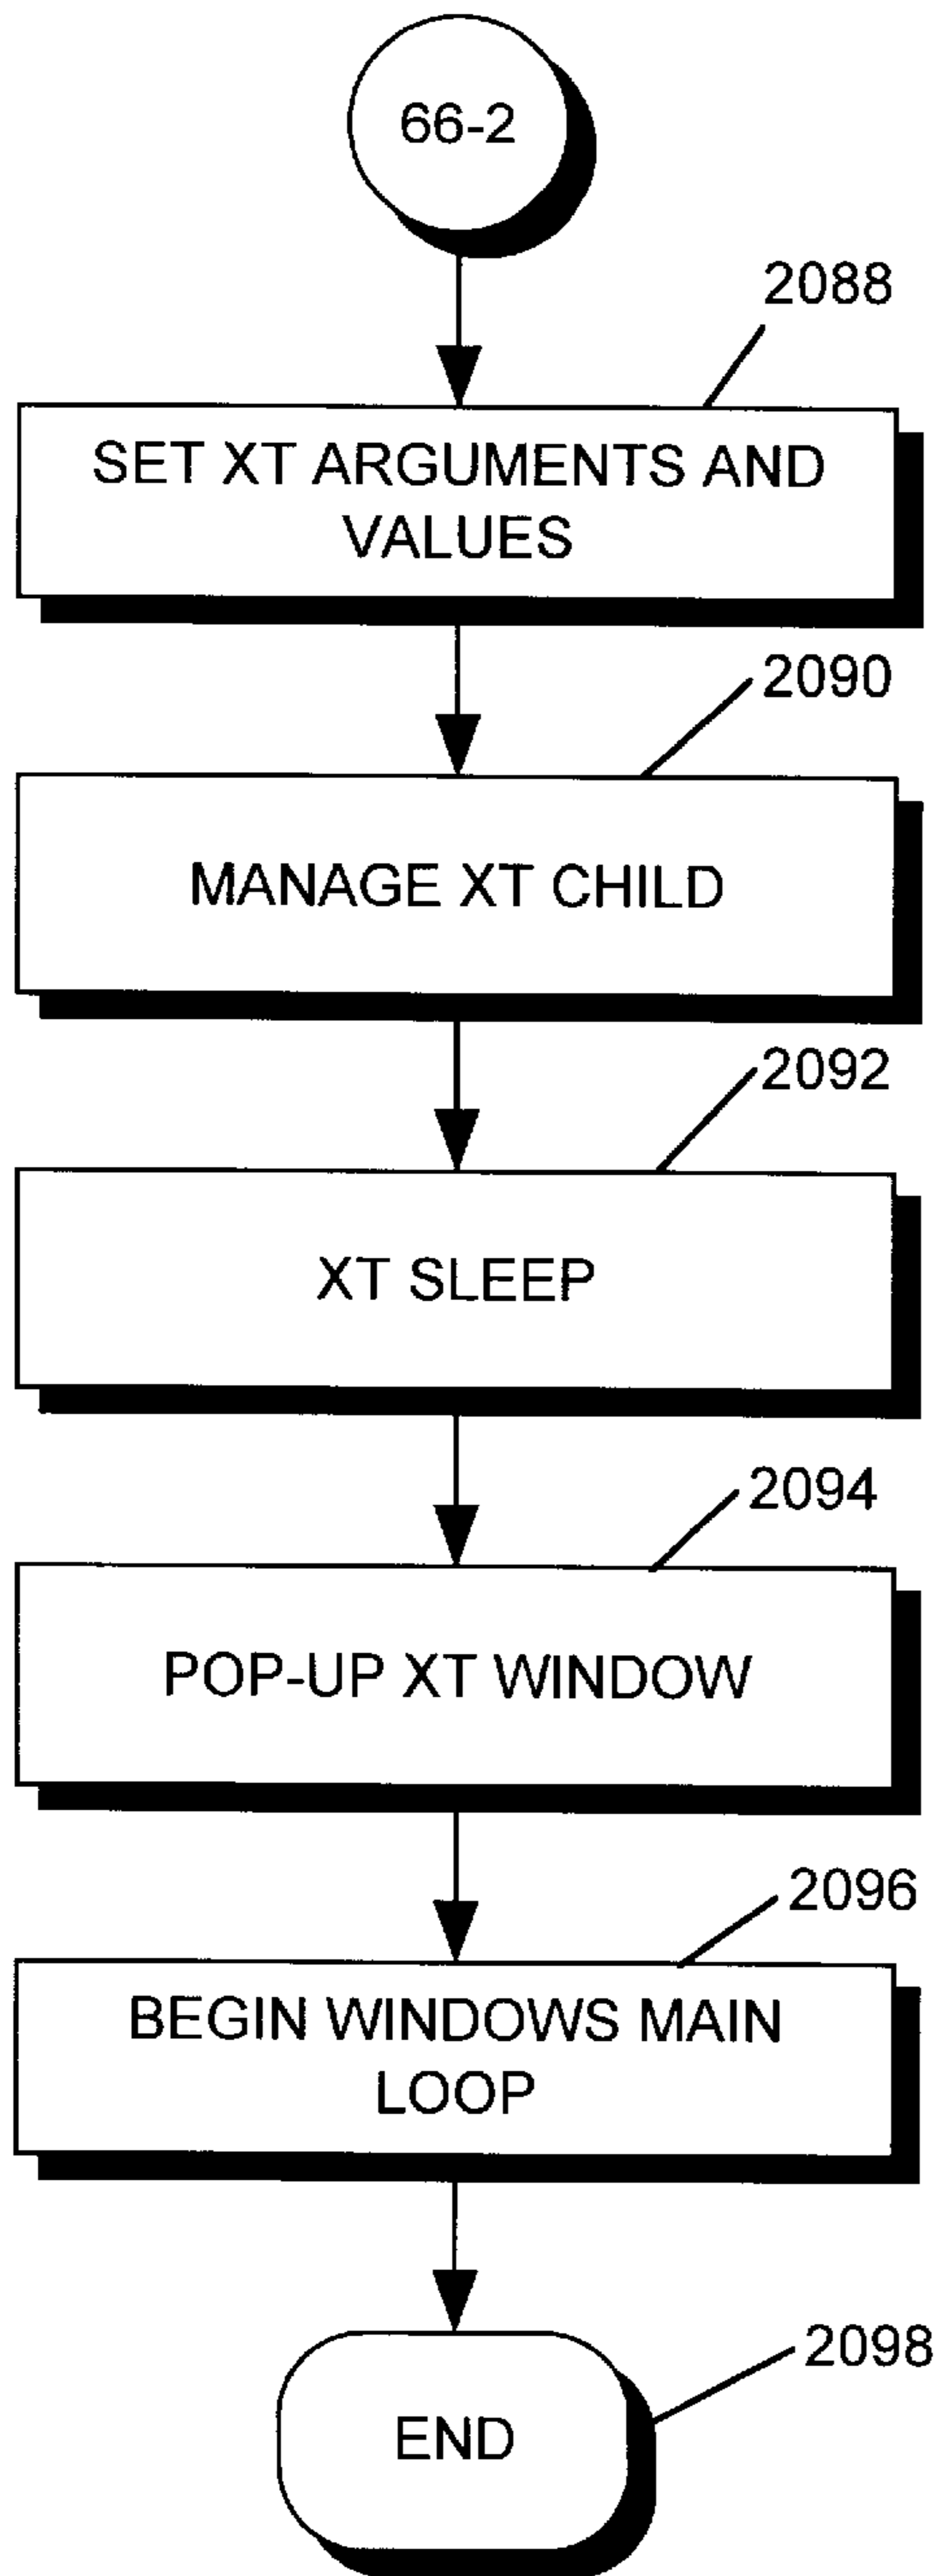 66-2
2088
SET XT ARGUMENTS AND
VALUES
2090
MANAGE XT CHILD
2092
XT SLEEP
2094
POP-UP XT WINDOW
2096
BEGIN WINDOWS MAIN
LOOP
2098
END